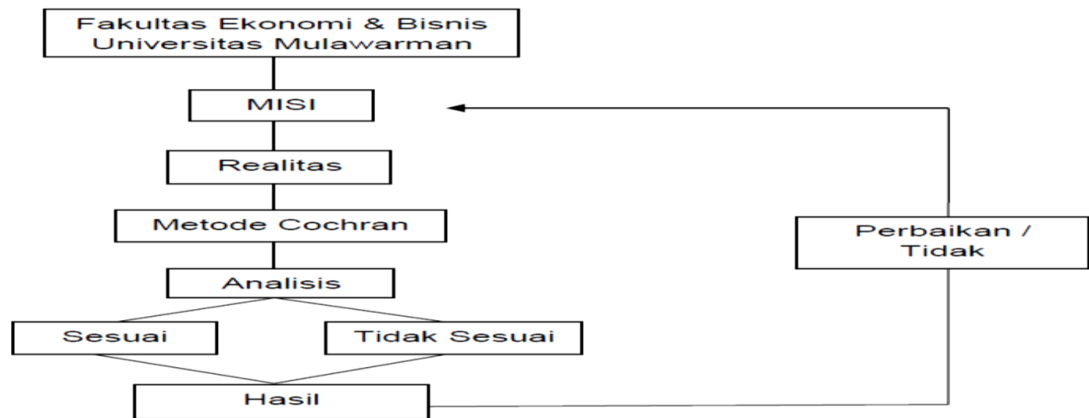 Fakultas Ekonomi & Bisnis
Universitas Mulawarman
MISI
Realitas
Metode Cochran
Perbaikan /
Tidak
Analisis
Sesuai
Tidak Sesuai
Hasil